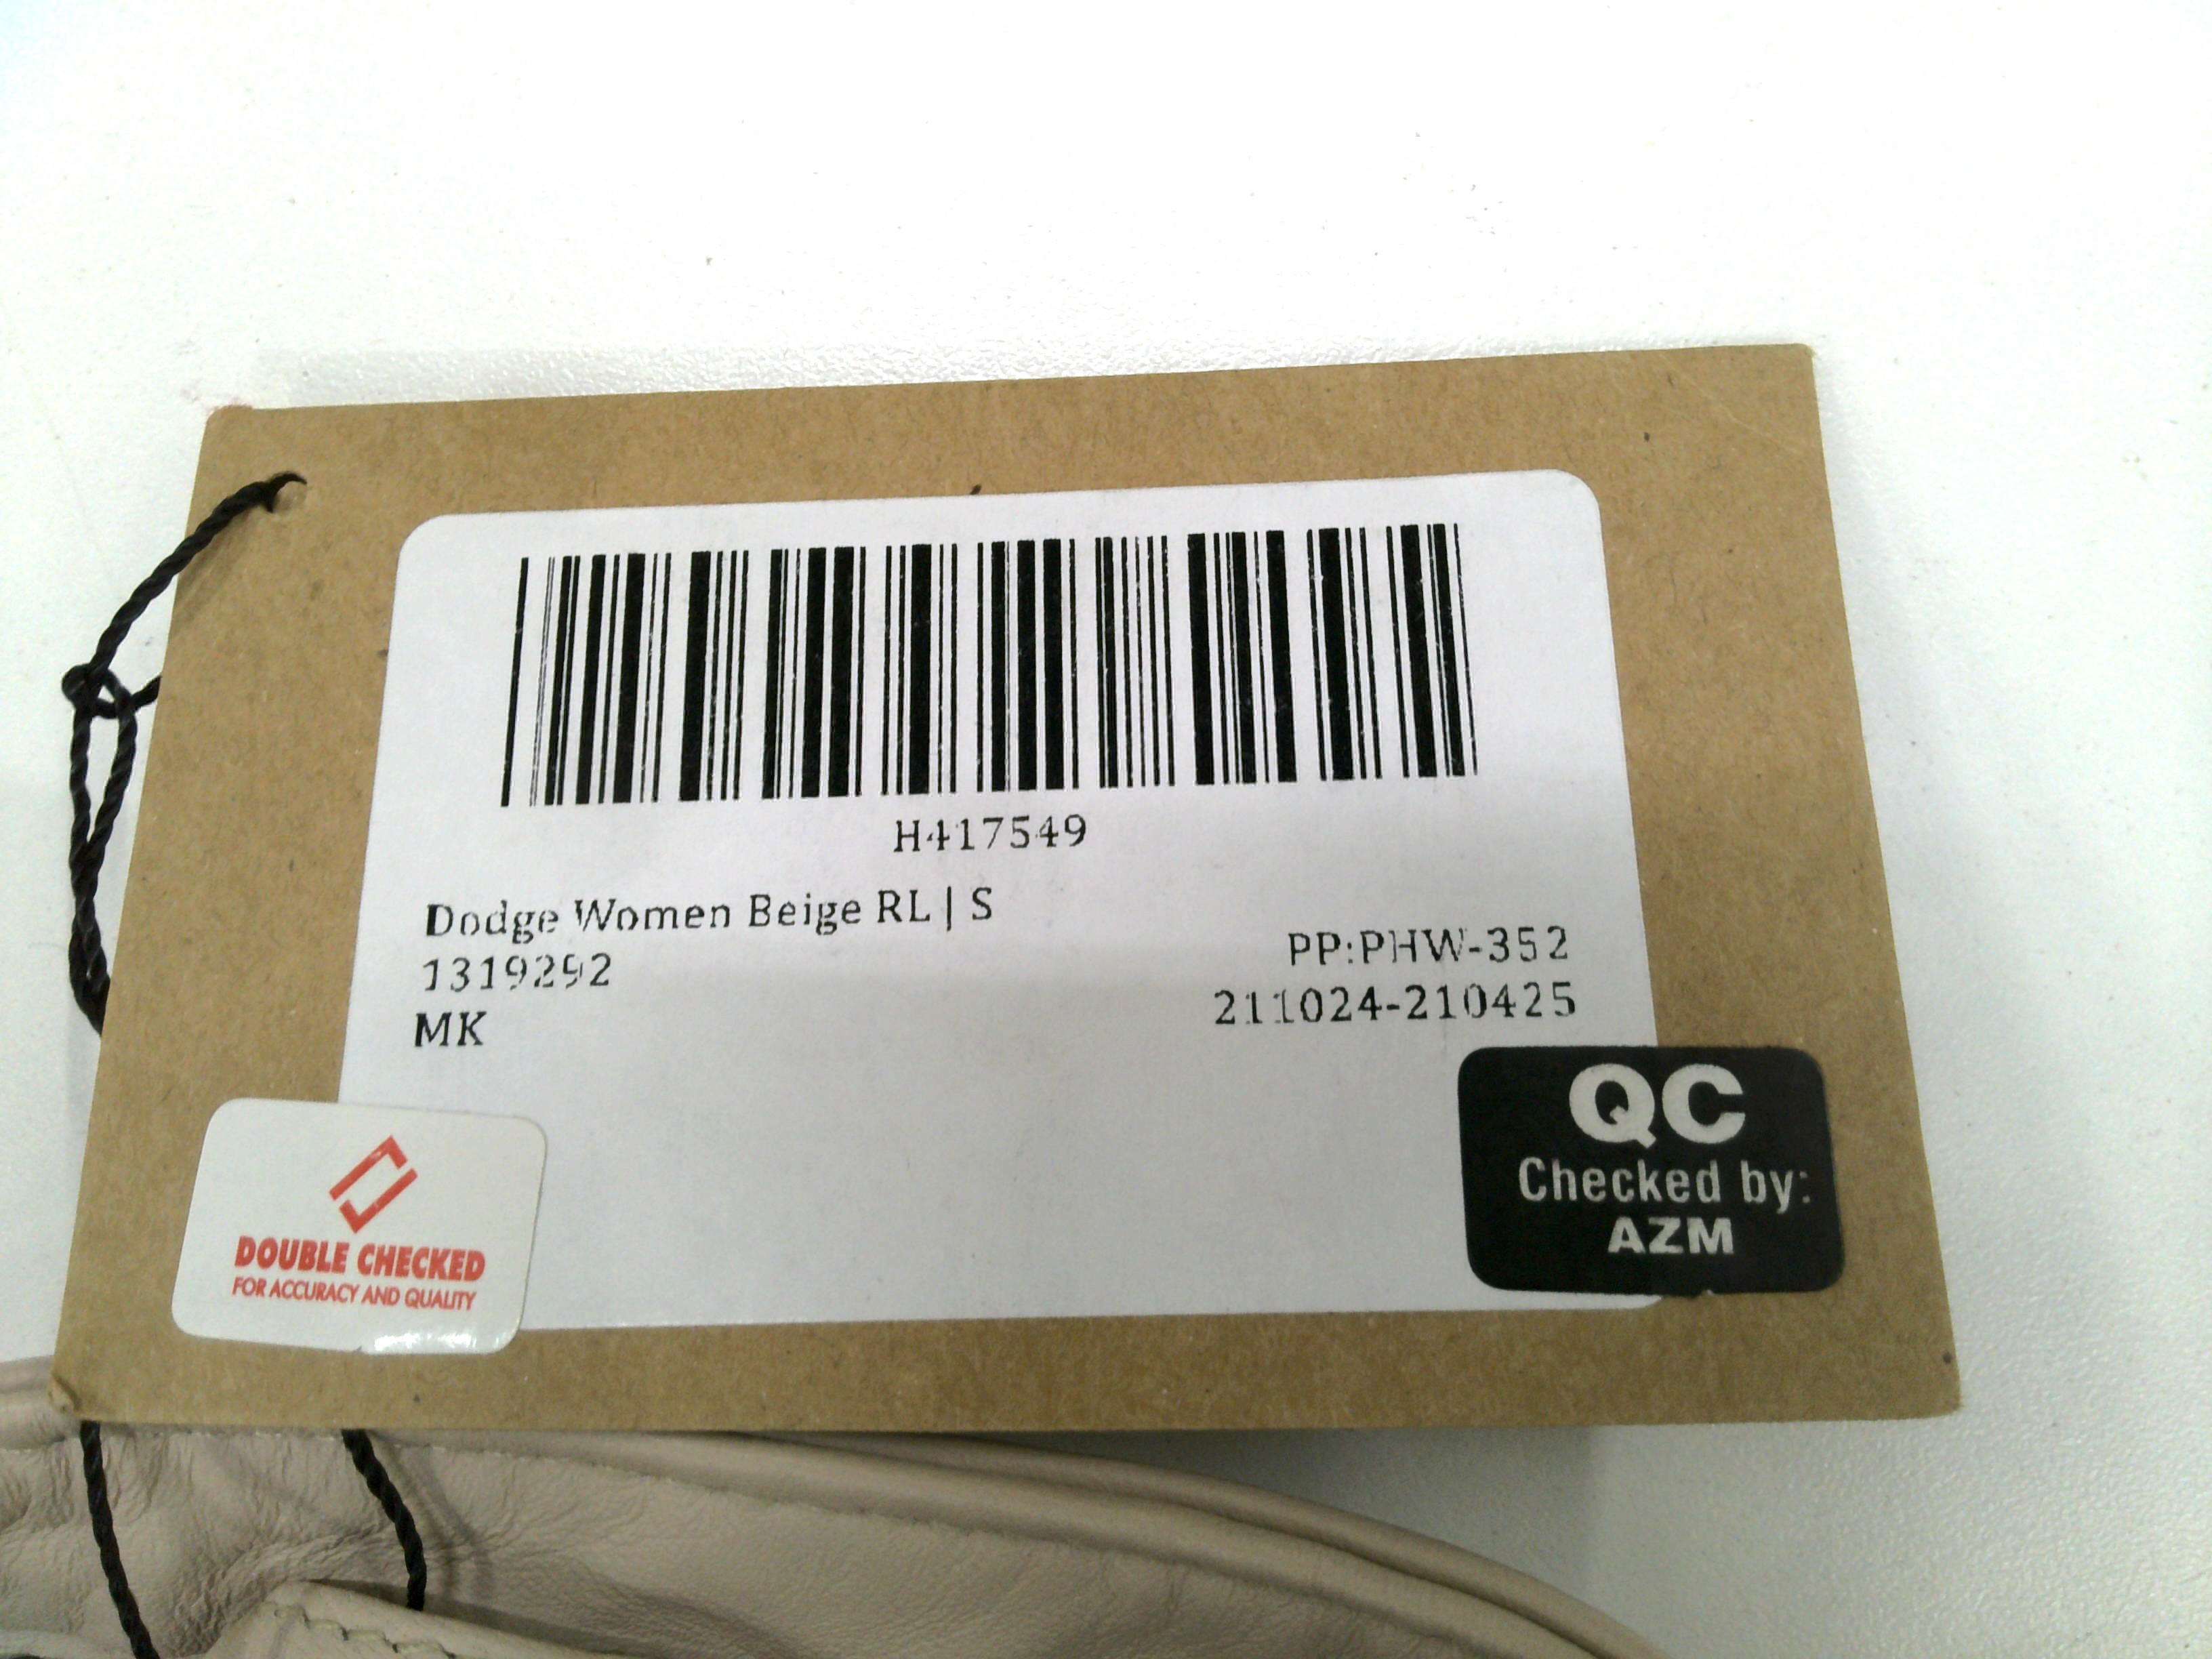 H417549
Dodge Women Beige RL | S
1319292
MK
PP:PHW-352
211024-210425
QC
Checked by:
AZM
DOUBLE CHECKED
FOR ACCURACY AND QUALITY